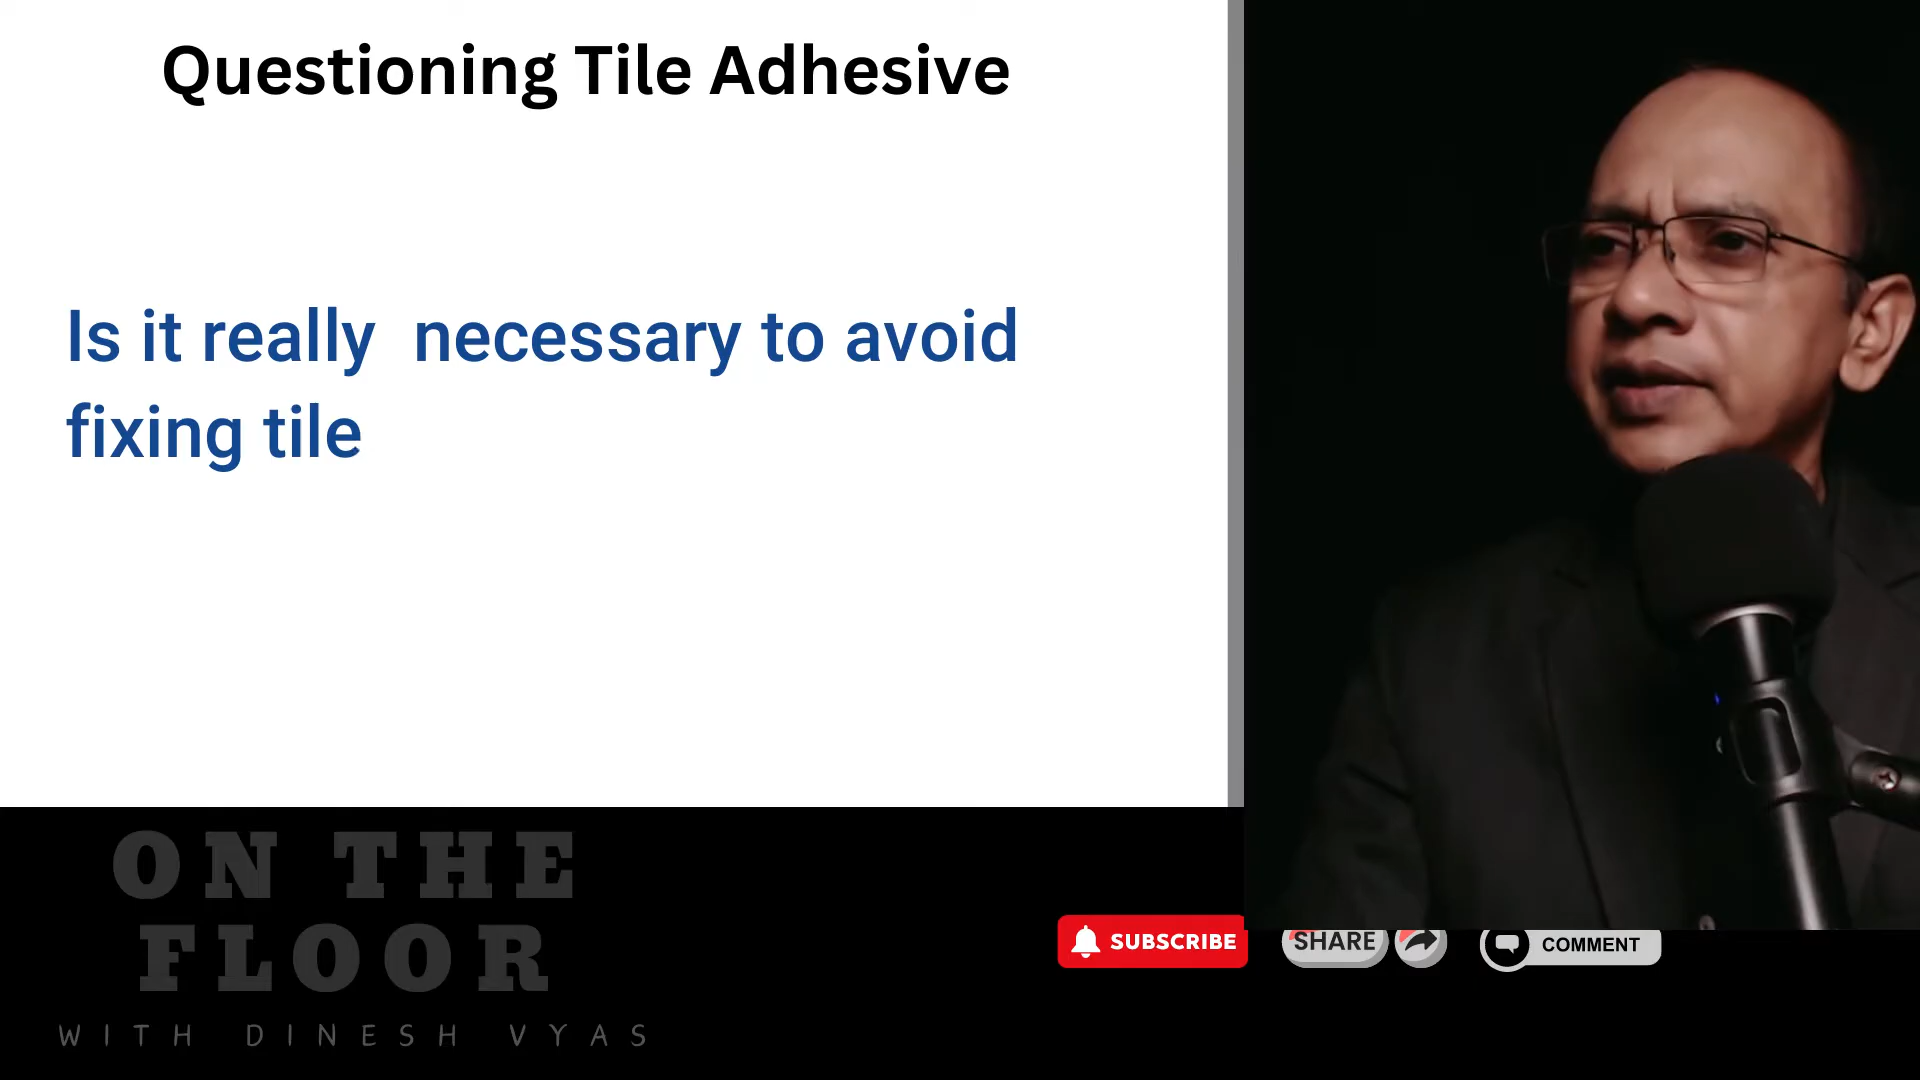 Questioning Tile Adhesive
Is it really  necessary to avoid
fixing tile
ON THE
FLOOR
WITH DINESH VYAS
SUBSCRIBE
SHARE
COMMENT